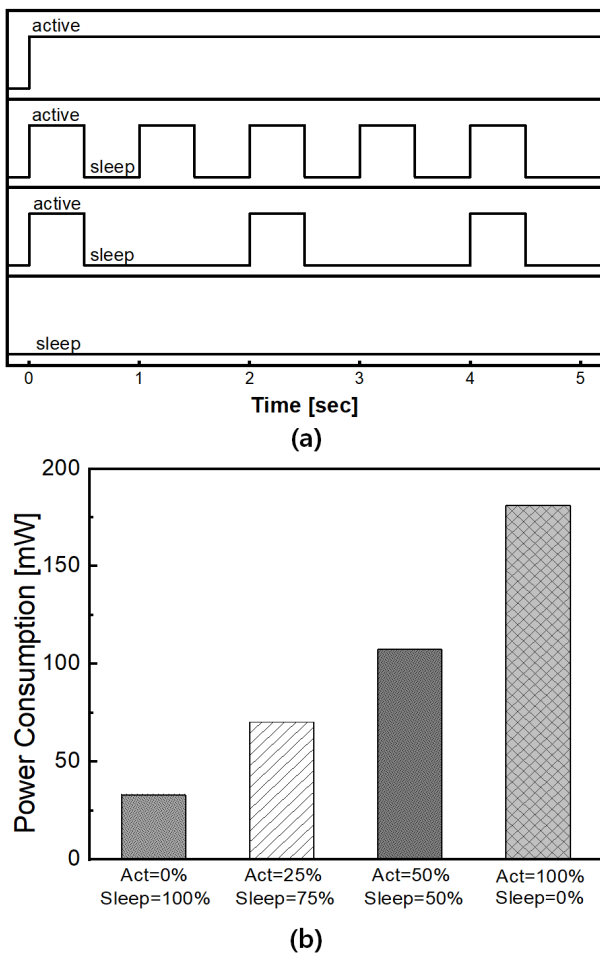 active
active
sleep
active
sleep
sleep
0 1 2 3 4 5
Time [sec]
(a)
Power Consumption [mW]
200
150
100
50
0
Act=0% Act=25% Act=50% Act=100%
Sleep=100% Sleep=75% Sleep=50% Sleep=0%
(b)